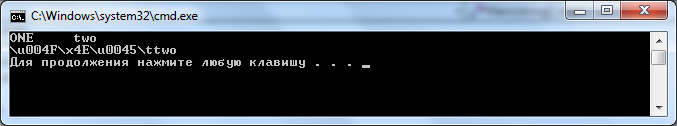 C:\Windows\system32\cmd.exe
ONE     two
\u004F\x4E\u0045\ttwo
Для продолжения нажмите любую клавишу . . .